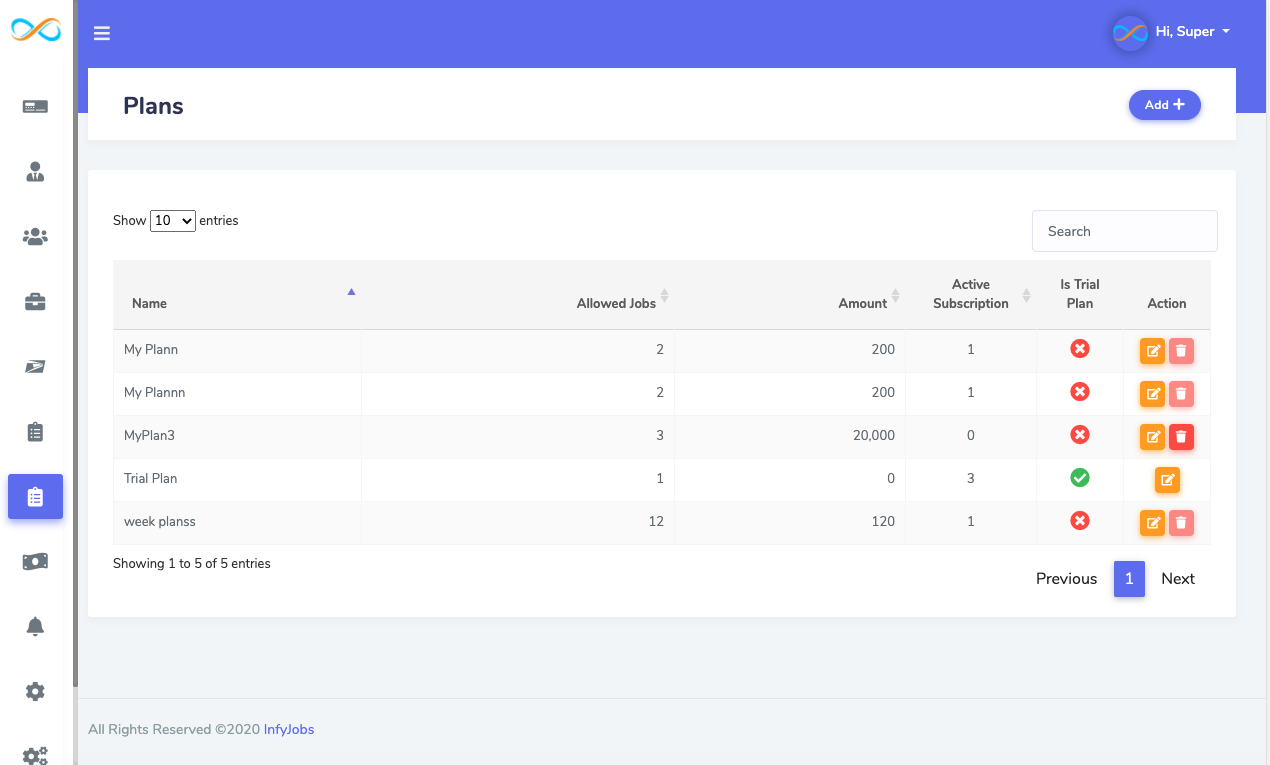 Hi, Super
Plans
Add
Show 10 entries
Search
Name Allowed Jobs Amount Active Subscription Is Trial Plan Action
My Plann 2 200 1
My Plannn 2 200 1
MyPlan3 3 20,000 0
Trial Plan 1 0 3
week planss 12 120 1
Showing 1 to 5 of 5 entries
Previous 1 Next
All Rights Reserved ©2020 InfyJobs